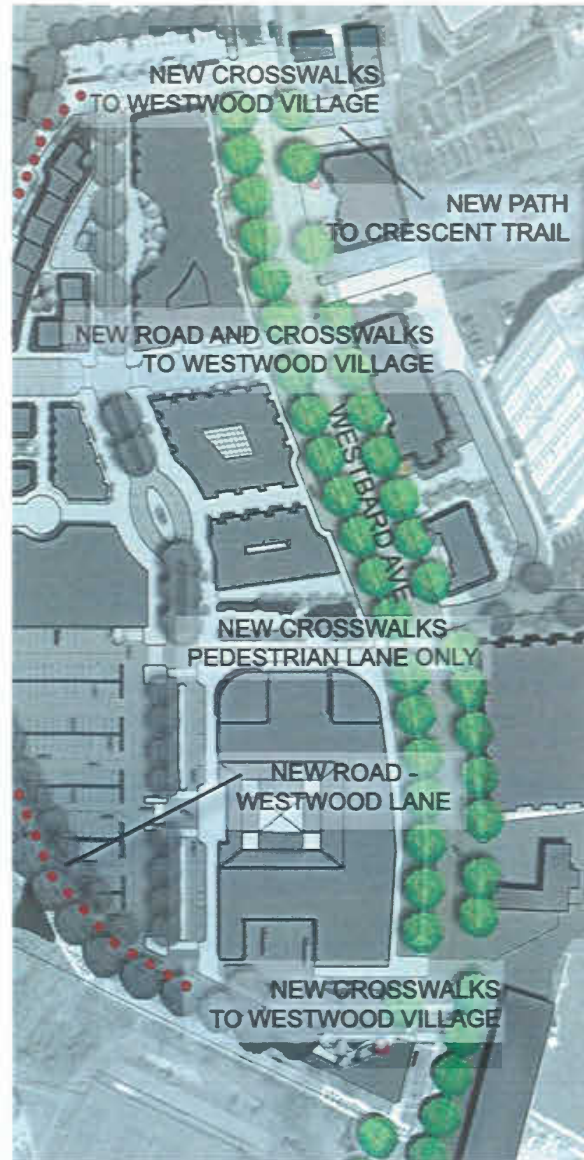 NEW CROSSWALKS
TO WESTWOOD VILLAGE
NEW PATH
TO CRESCENT TRAIL
NEW ROAD AND CROSSWALKS
TO WESTWOOD VILLAGE
WESTBARD AVE
NEW CROSSWALKS
PEDESTRIAN LANE ONLY
NEW ROAD -
WESTWOOD LANE
NEW CROSSWALKS
TO WESTWOOD VILLAGE